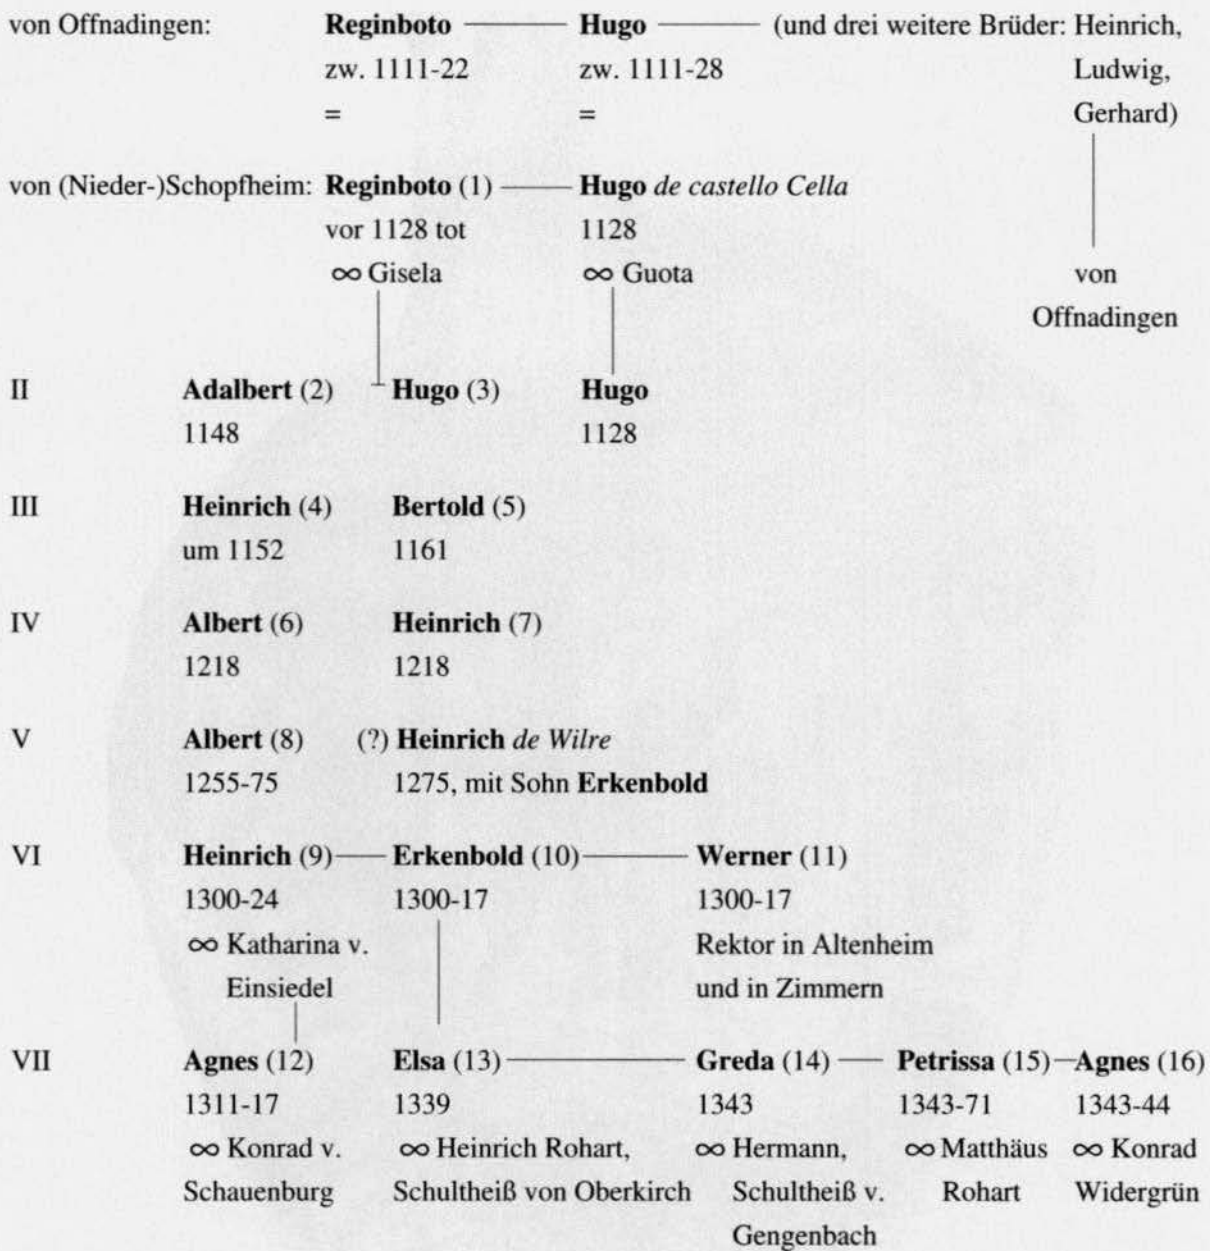 von Offnadingen: Reginboto Hugo (und drei weitere Brüder: Heinrich,
zw. 1111-22 zw. 1111-28 Ludwig,
= = Gerhard)
von (Nieder-)Schopfheim: Reginboto (1) Hugo de castello Cella
vor 1128 tot 1128
∞ Gisela ∞ Guota von
Offnadingen
II Adalbert (2) Hugo (3) Hugo
1148 1128
III Heinrich (4) Bertold (5)
um 1152 1161
IV Albert (6) Heinrich (7)
1218 1218
V Albert (8) (?) Heinrich de Wilre
1255-75 1275, mit Sohn Erkenbold
VI Heinrich (9) Erkenbold (10) Werner (11)
1300-24 1300-17 1300-17
∞ Katharina v. Rektor in Altenheim
Einsiedel und in Zimmern
VII Agnes (12) Elsa (13) Greda (14) Petrissa (15) Agnes (16)
1311-17 1339 1343 1343-71 1343-44
∞ Konrad v. ∞ Heinrich Rohart, ∞ Hermann, ∞ Matthäus ∞ Konrad
Schauenburg Schultheiß von Oberkirch Schultheiß v. Rohart Widergrün
Gengenbach